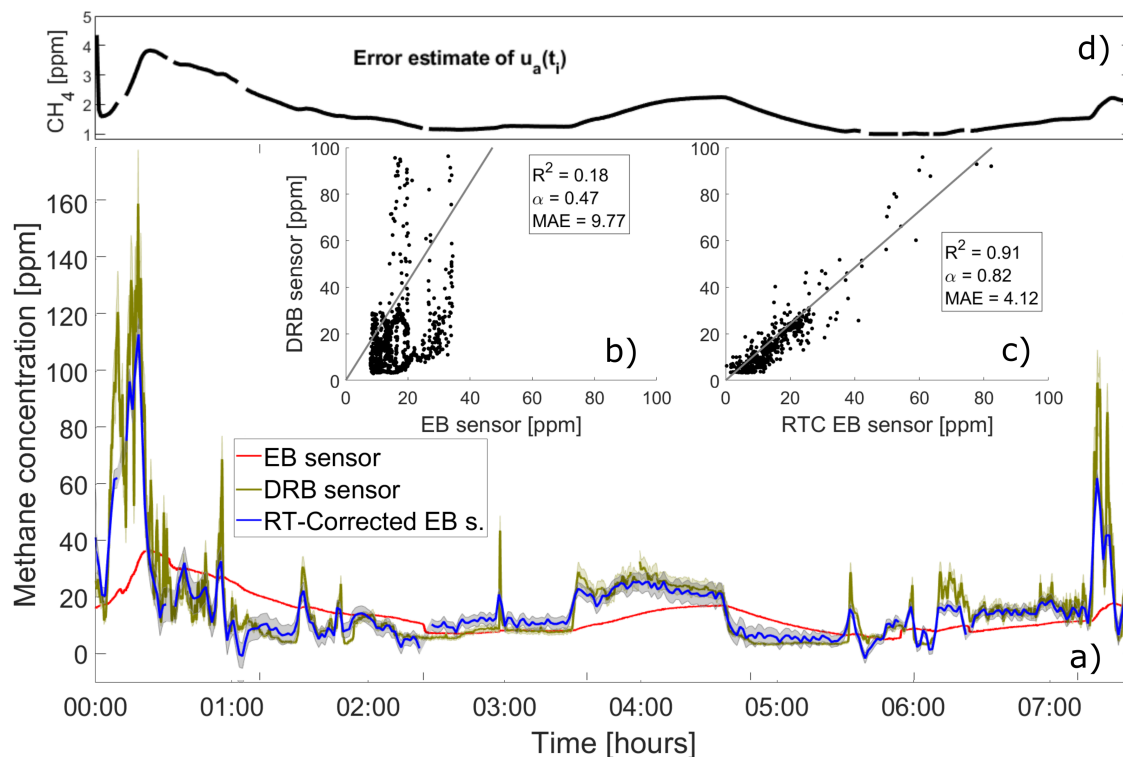 5
4
3
2
1
CH4 [ppm]
Error estimate of ua(ti)
d)
100
80
60
40
20
0
DRB sensor [ppm]
R2 = 0.18
α = 0.47
MAE = 9.77
b)
0 20 40 60 80 100
EB sensor [ppm]
100
80
60
40
20
0
R2 = 0.91
α = 0.82
MAE = 4.12
c)
0 20 40 60 80 100
RTC EB sensor [ppm]
160
140
120
100
80
60
40
20
0
Methane concentration [ppm]
EB sensor
DRB sensor
RT-Corrected EB s.
a)
00:00 01:00 02:00 03:00 04:00 05:00 06:00 07:00
Time [hours]